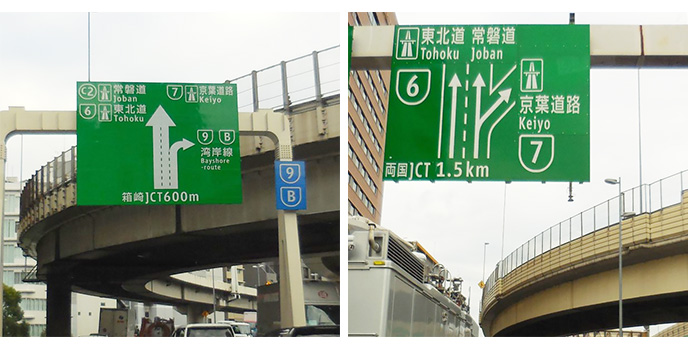 C2 常磐道
Joban
6 東北道
Tohoku
7 京葉道路
Keiyo
9 B
湾岸線
Bayshore
-route
箱崎JCT600m
9
B
東北道 常磐道
Tohoku Joban
6
京葉道路
Keiyo
7
両国JCT 1.5km